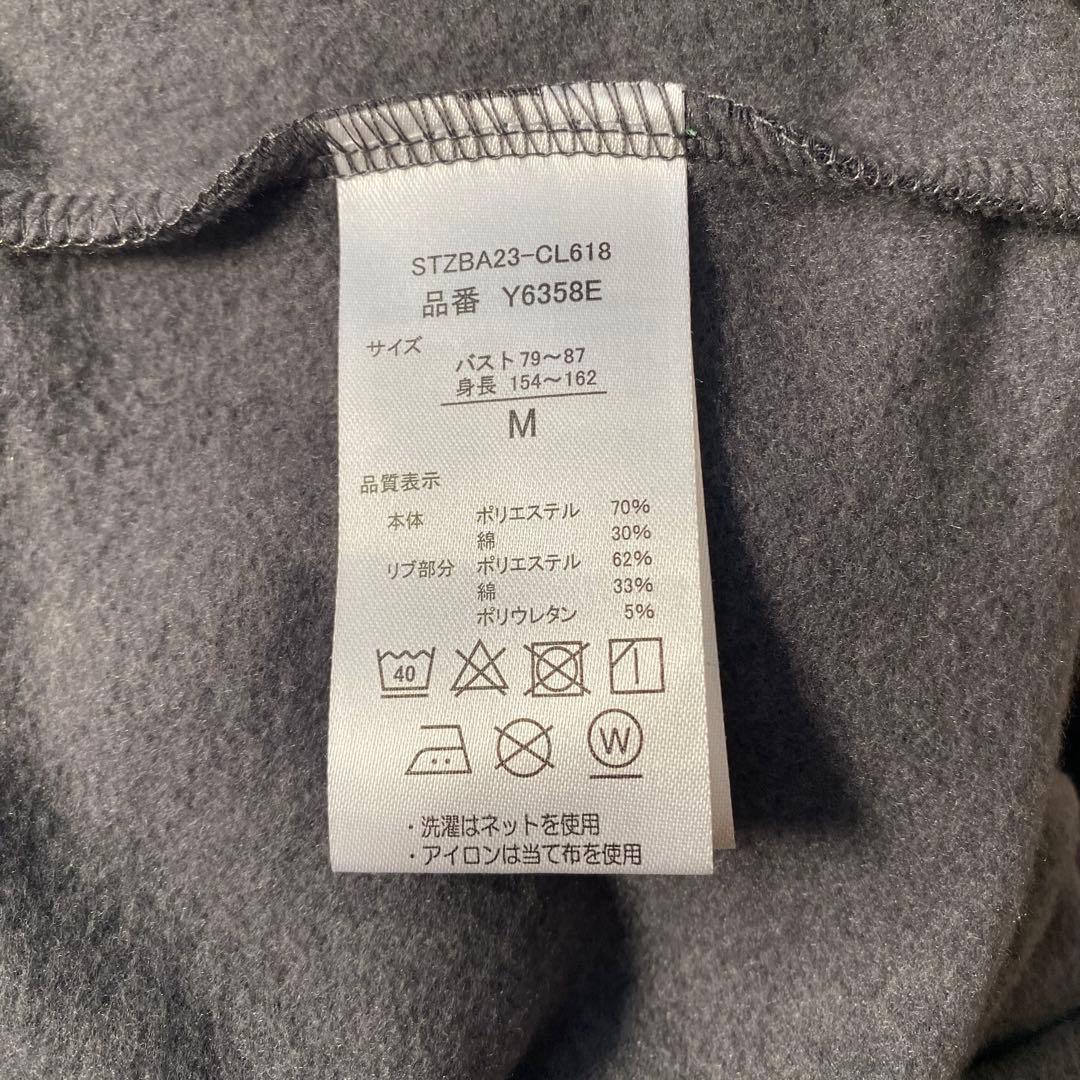 STZBA23-CL618
品番 Y6358E
サイズ
バスト 79～87
身長 154～162
M
品質表示
本体 ポリエステル 70%
綿 30%
リブ部分 ポリエステル 62%
綿 33%
ポリウレタン 5%
40
W
・洗濯はネットを使用
・アイロンは当て布を使用